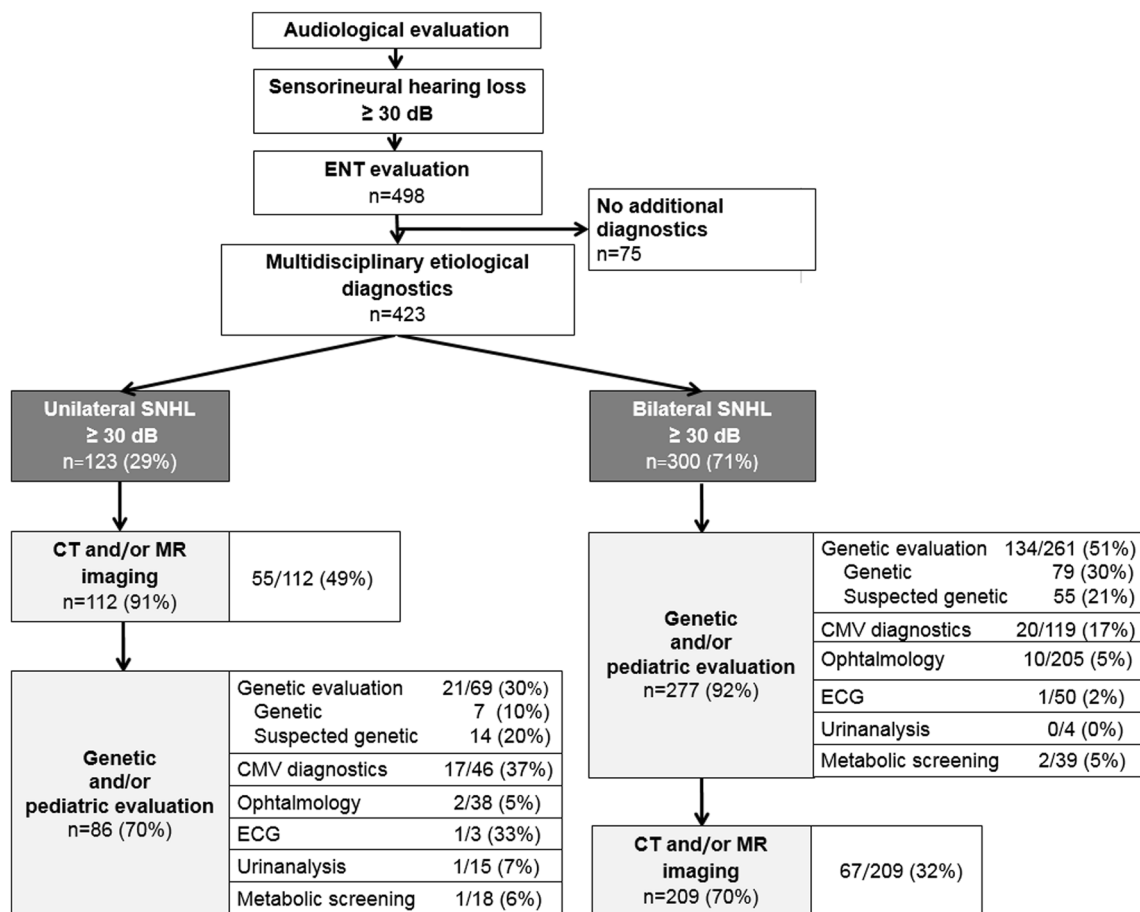 Audiological evaluation
Sensorineural hearing loss
≥ 30 dB
ENT evaluation
n=498
No additional
diagnostics
n=75
Multidisciplinary etiological
diagnostics
n=423
Unilateral SNHL
≥ 30 dB
n=123 (29%)
Bilateral SNHL
≥ 30 dB
n=300 (71%)
CT and/or MR
imaging
n=112 (91%)
55/112 (49%)
Genetic
and/or
pediatric evaluation
n=86 (70%)
Genetic evaluation 21/69 (30%)
Genetic 7 (10%)
Suspected genetic 14 (20%)
CMV diagnostics 17/46 (37%)
Ophtalmology 2/38 (5%)
ECG 1/3 (33%)
Urinanalysis 1/15 (7%)
Metabolic screening 1/18 (6%)
Genetic
and/or
pediatric evaluation
n=277 (92%)
Genetic evaluation 134/261 (51%)
Genetic 79 (30%)
Suspected genetic 55 (21%)
CMV diagnostics 20/119 (17%)
Ophtalmology 10/205 (5%)
ECG 1/50 (2%)
Urinanalysis 0/4 (0%)
Metabolic screening 2/39 (5%)
CT and/or MR
imaging
n=209 (70%)
67/209 (32%)